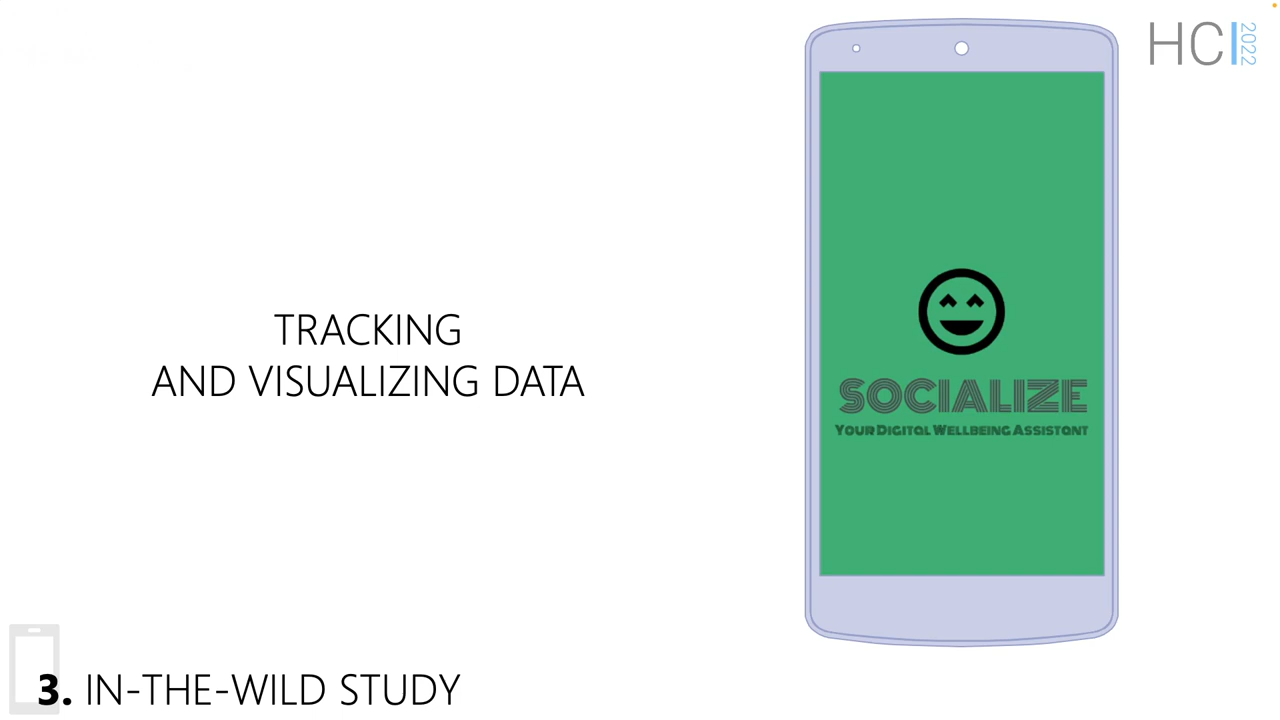 HCI 2022
TRACKING
AND VISUALIZING DATA
SOCIALIZE
YOUR DIGITAL WELLBEING ASSISTANT
3. IN-THE-WILD STUDY